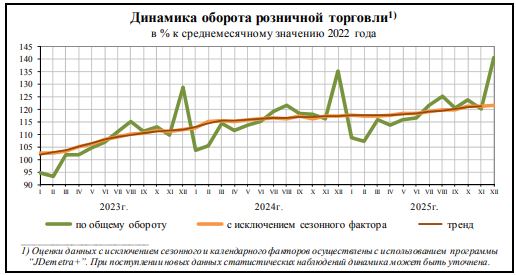 Динамика оборота розничной торговли1)
в % к среднемесячному значению 2022 года
145
140
135
130
125
120
115
110
105
100
95
90
I II III IV V VI VII VIII IX X XI XII I II III IV V VI VII VIII IX X XI XII I II III IV V VI VII VIII IX X XI XII
2023г. 2024г. 2025г.
по общему обороту с исключением сезонного фактора тренд
1) Оценки данных с исключением сезонного и календарного факторов осуществлены с использованием программы
"JDemetra+". При поступлении новых данных статистических наблюдений динамика может быть уточнена.